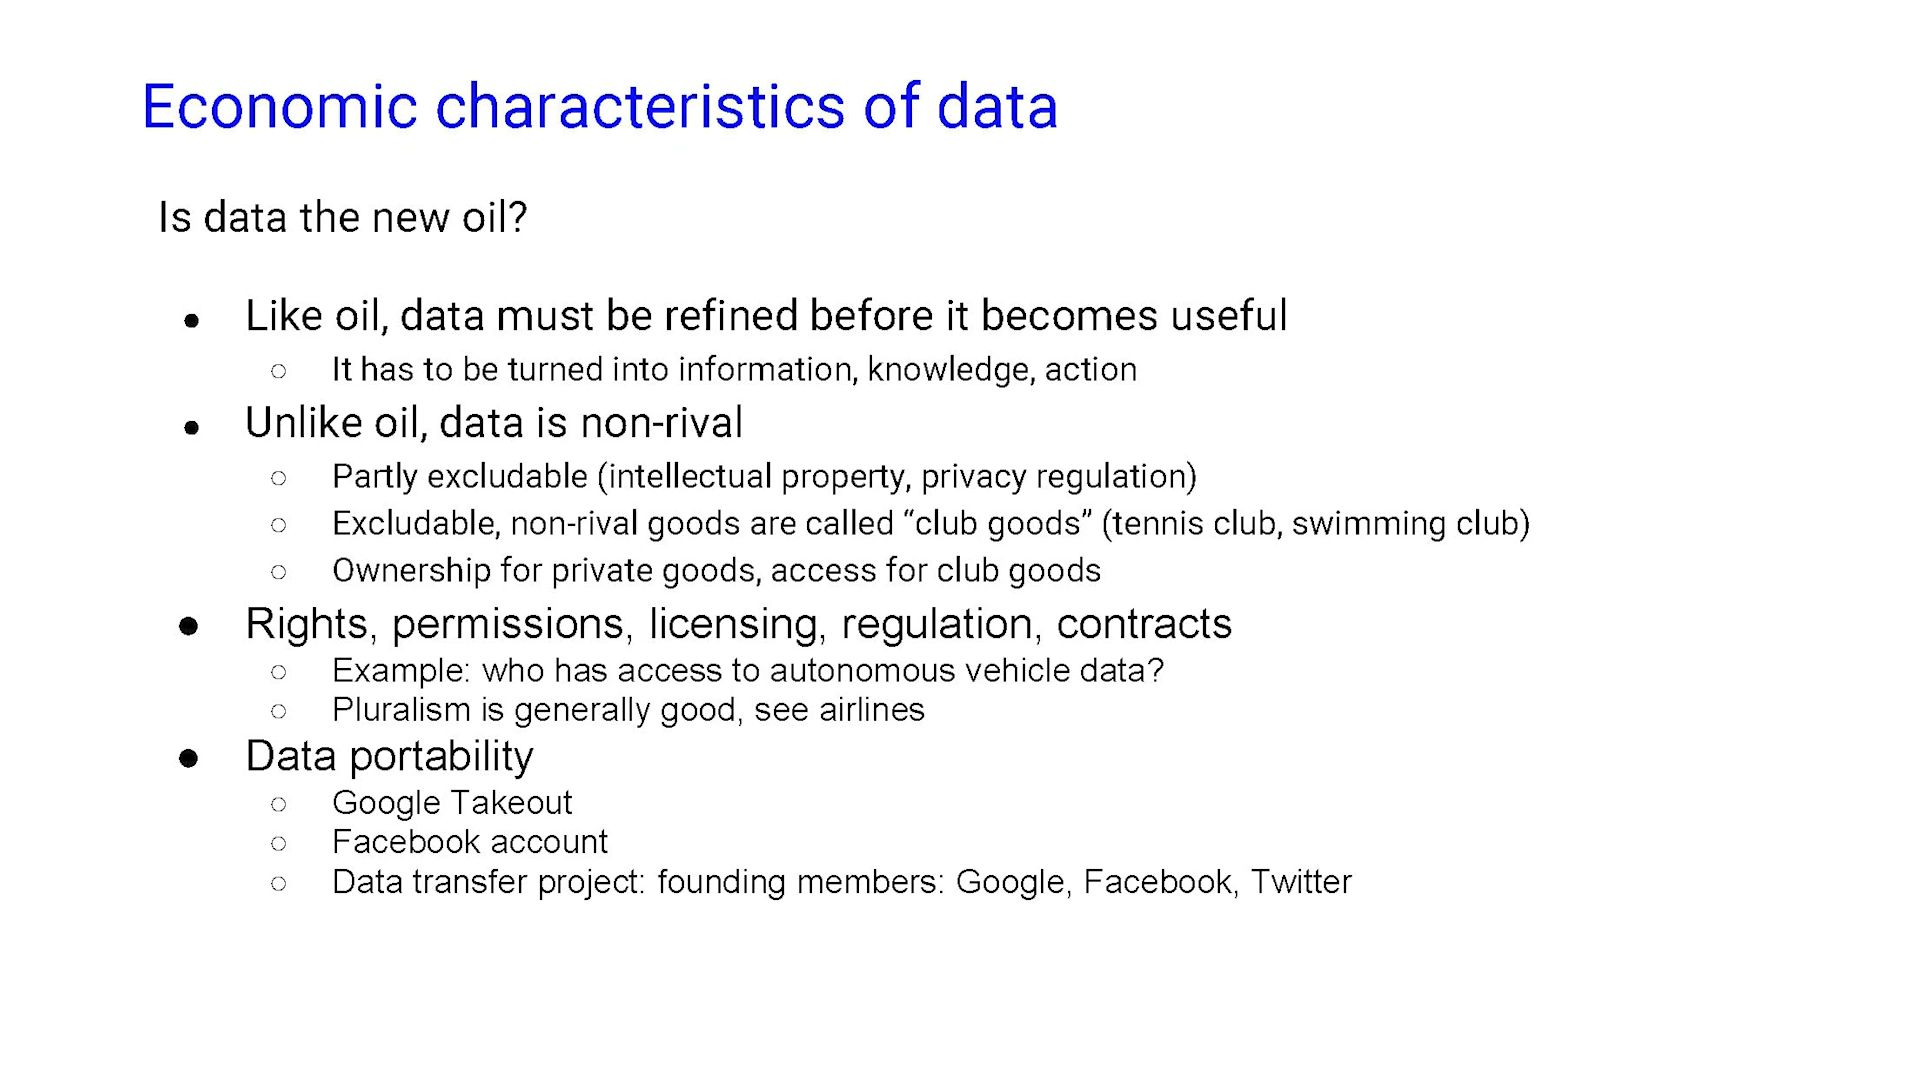 Economic characteristics of data
Is data the new oil?
● Like oil, data must be refined before it becomes useful
○ It has to be turned into information, knowledge, action
● Unlike oil, data is non-rival
○ Partly excludable (intellectual property, privacy regulation)
○ Excludable, non-rival goods are called “club goods” (tennis club, swimming club)
○ Ownership for private goods, access for club goods
● Rights, permissions, licensing, regulation, contracts
○ Example: who has access to autonomous vehicle data?
○ Pluralism is generally good, see airlines
● Data portability
○ Google Takeout
○ Facebook account
○ Data transfer project: founding members: Google, Facebook, Twitter